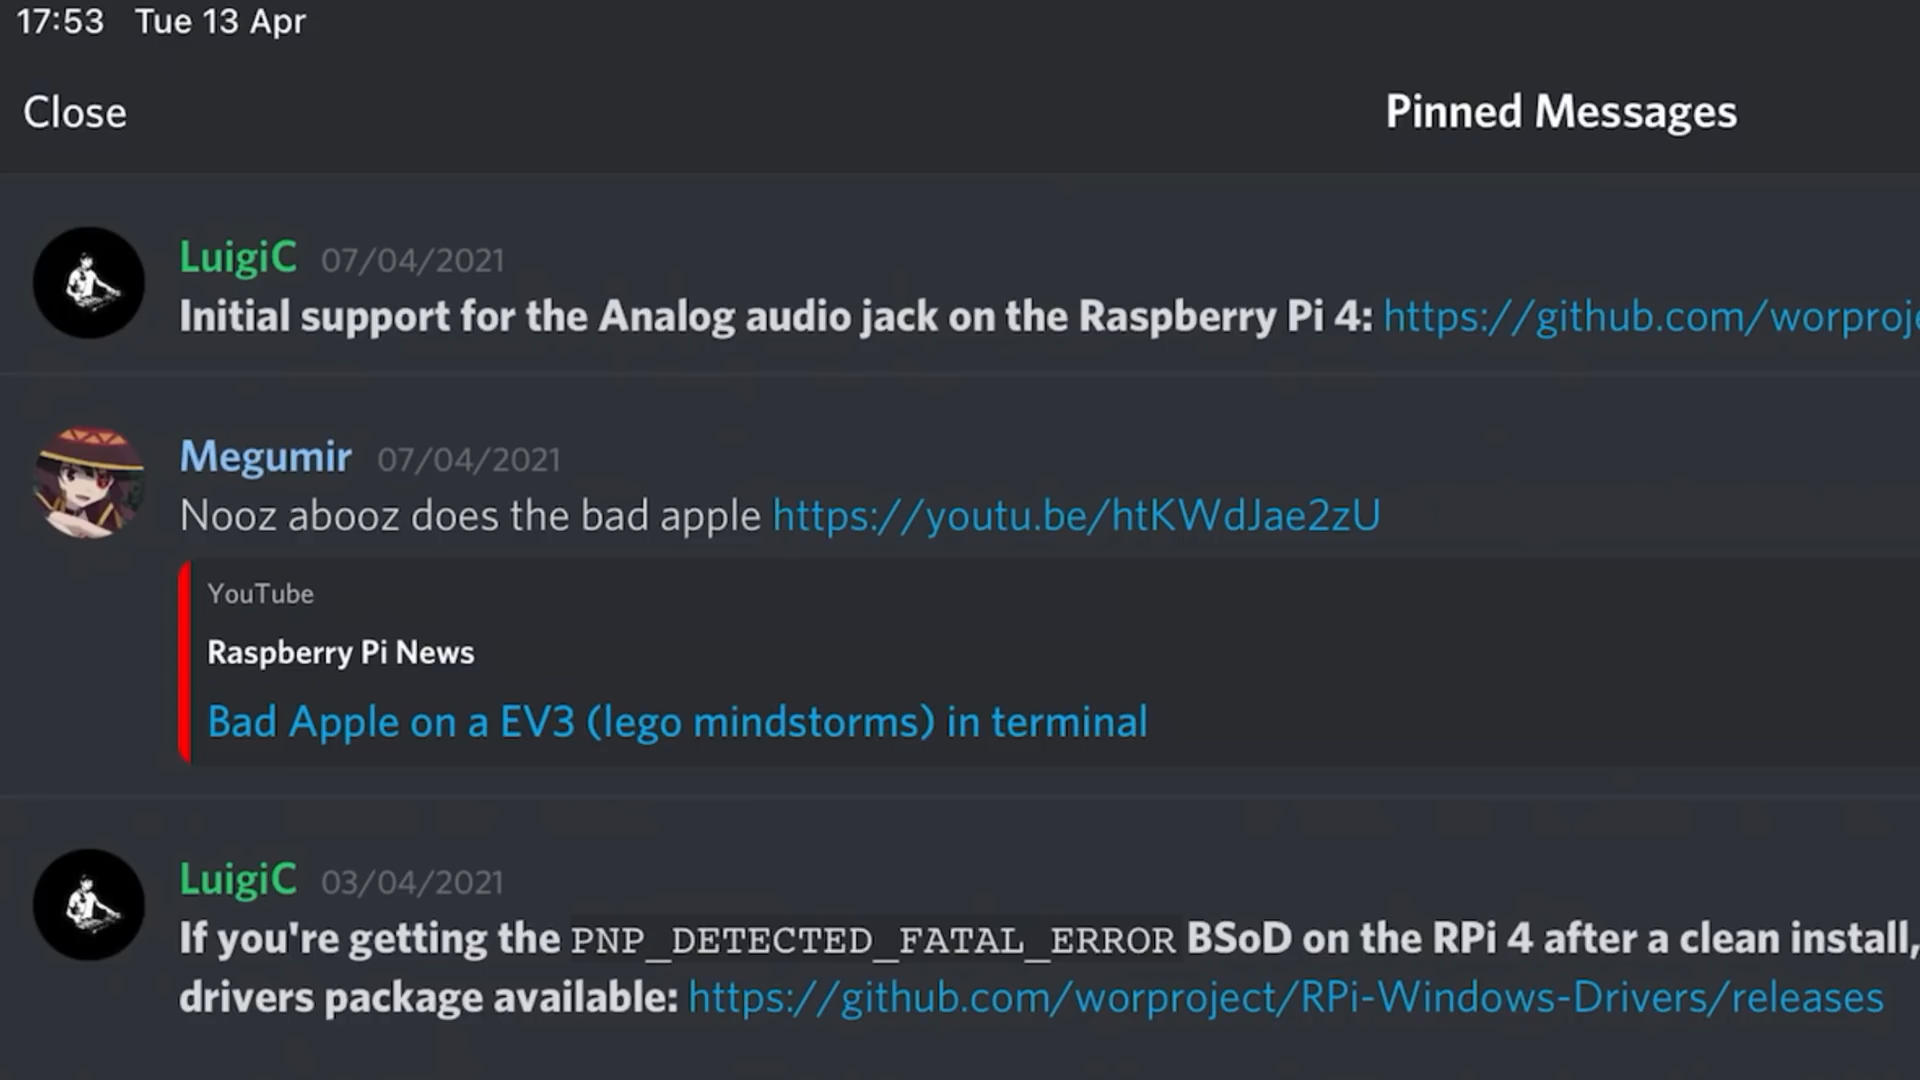 17:53 Tue 13 Apr
Close
Pinned Messages
LuigiC 07/04/2021
Initial support for the Analog audio jack on the Raspberry Pi 4: https://github.com/worproje
Megumir 07/04/2021
Nooz abooz does the bad apple https://youtu.be/htKWdJae2zU
YouTube
Raspberry Pi News
Bad Apple on a EV3 (lego mindstorms) in terminal
LuigiC 03/04/2021
If you're getting the PNP_DETECTED_FATAL_ERROR BSoD on the RPi 4 after a clean install,
drivers package available: https://github.com/worproject/RPi-Windows-Drivers/releases